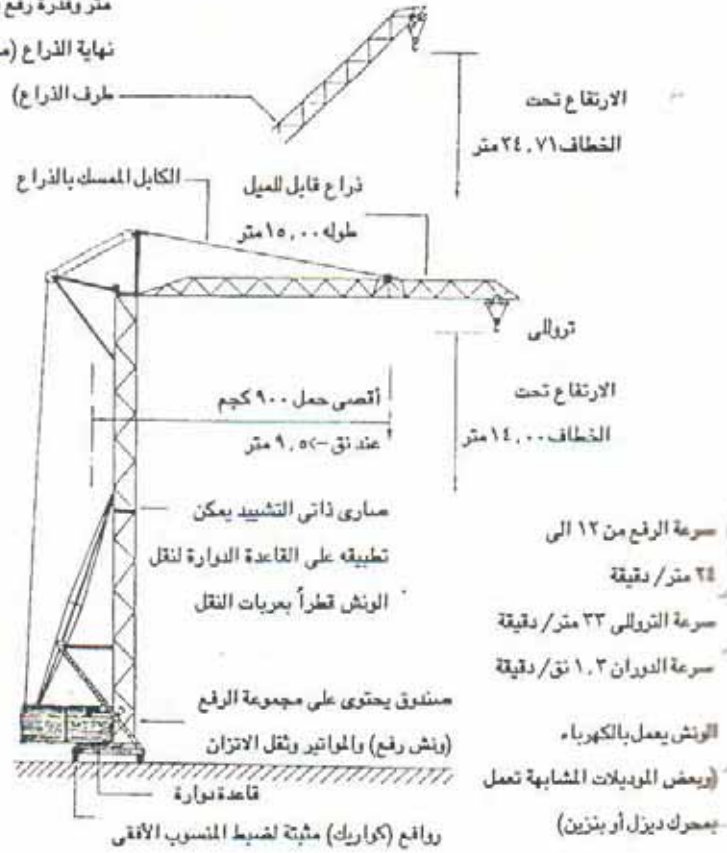 متر وقدرة رفع
نهاية الذراع
طرف الذراع)
الارتفاع تحت
الخطاف ٢٤,٧١ متر
الكابل الممسك بالذراع
ذراع قابل للميل
طوله ١٥,٠٠ متر
تروللى
الارتفاع تحت
الخطاف ١٤,٠٠ متر
أقصى حمل ٩٠٠ كجم
عند نق -> ٩,٥ متر
صارى ذاتى التشييد يمكن
تطبيقه على القاعدة الدوارة لنقل
الونش قطراً بعربات النقل
سرعة الرفع من ١٢ الى
٢٤ متر/ دقيقة
سرعة التروللى ٣٣ متر/ دقيقة
سرعة الدوران ١,٣ نق/ دقيقة
صندوق يحتوى على مجموعة الرفع
(ونش رفع) والمواتير وثقل الاتزان
الونش يعمل بالكهرباء
(وبعض الموديلات المشابهة تعمل
بمحرك ديزل أو بنزين)
قاعدة دوارة
روافع (كواريك) مثبتة لضبط المنسوب الأفقى